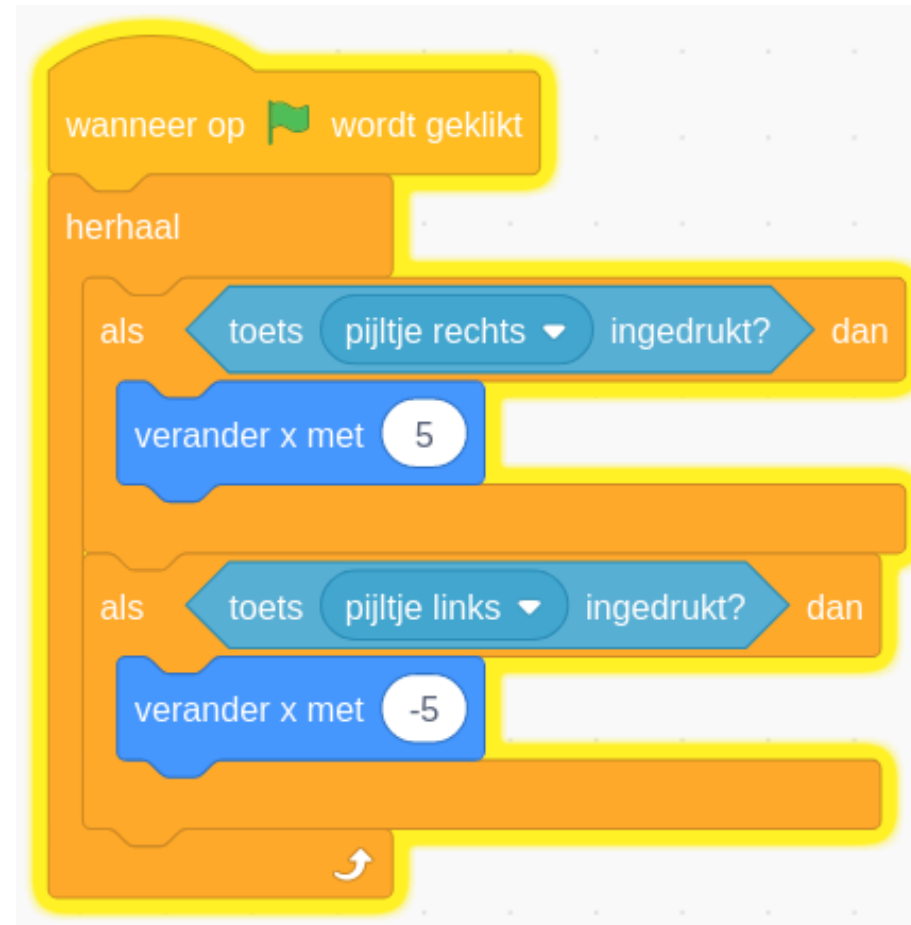 wanneer op wordt geklikt
herhaal
als toets pijltje rechts ingedrukt? dan
verander x met 5
als toets pijltje links ingedrukt? dan
verander x met -5